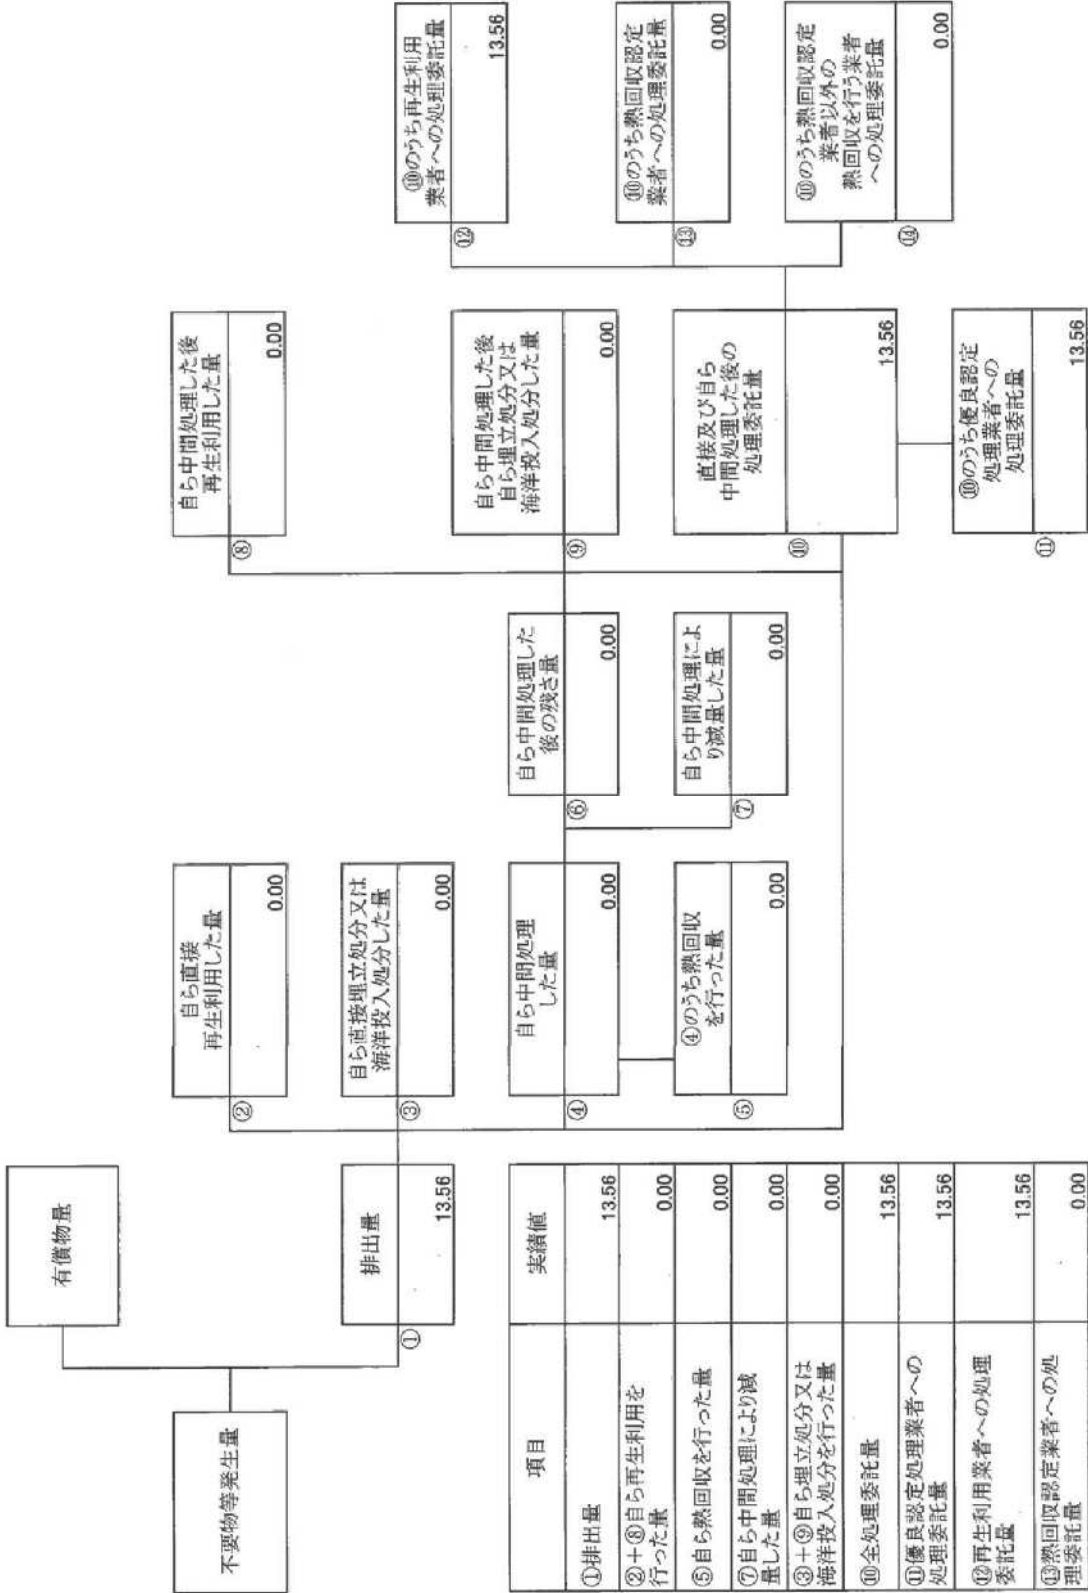 不要物等発生量
有償物量
排出量
①
13.56
②
自ら直接
再生利用した量
0.00
③
自ら直接埋立処分又は
海洋投入処分した量
0.00
④
自ら中間処理
した量
0.00
⑤
④のうち熱回収
を行った量
0.00
⑥
自ら中間処理した
後の残さ量
0.00
⑦
自ら中間処理によ
り減量した量
0.00
⑧
自ら中間処理した後
再生利用した量
0.00
⑨
自ら中間処理した後
自ら埋立処分又は
海洋投入処分した量
0.00
⑩
直接及び自ら
中間処理した後の
処理委託量
13.56
⑪
⑩のうち優良認定
処理業者への
処理委託量
13.56
⑫
⑩のうち再生利用
業者への処理委託量
13.56
⑬
⑩のうち熱回収認定
業者への処理委託量
0.00
⑭
⑩のうち熱回収認定
業者以外の
熱回収を行う業者
への処理委託量
0.00
項目 実績値
①排出量 13.56
②+⑧自ら再生利用を
行った量 0.00
⑤自ら熱回収を行った量 0.00
⑦自ら中間処理により減
量した量 0.00
③+⑨自ら埋立処分又は
海洋投入処分を行った量 0.00
⑩全処理委託量 13.56
⑪優良認定処理業者への
処理委託量 13.56
⑫再生利用業者への処理
委託量 13.56
⑬熱回収認定業者への処
理委託量 0.00